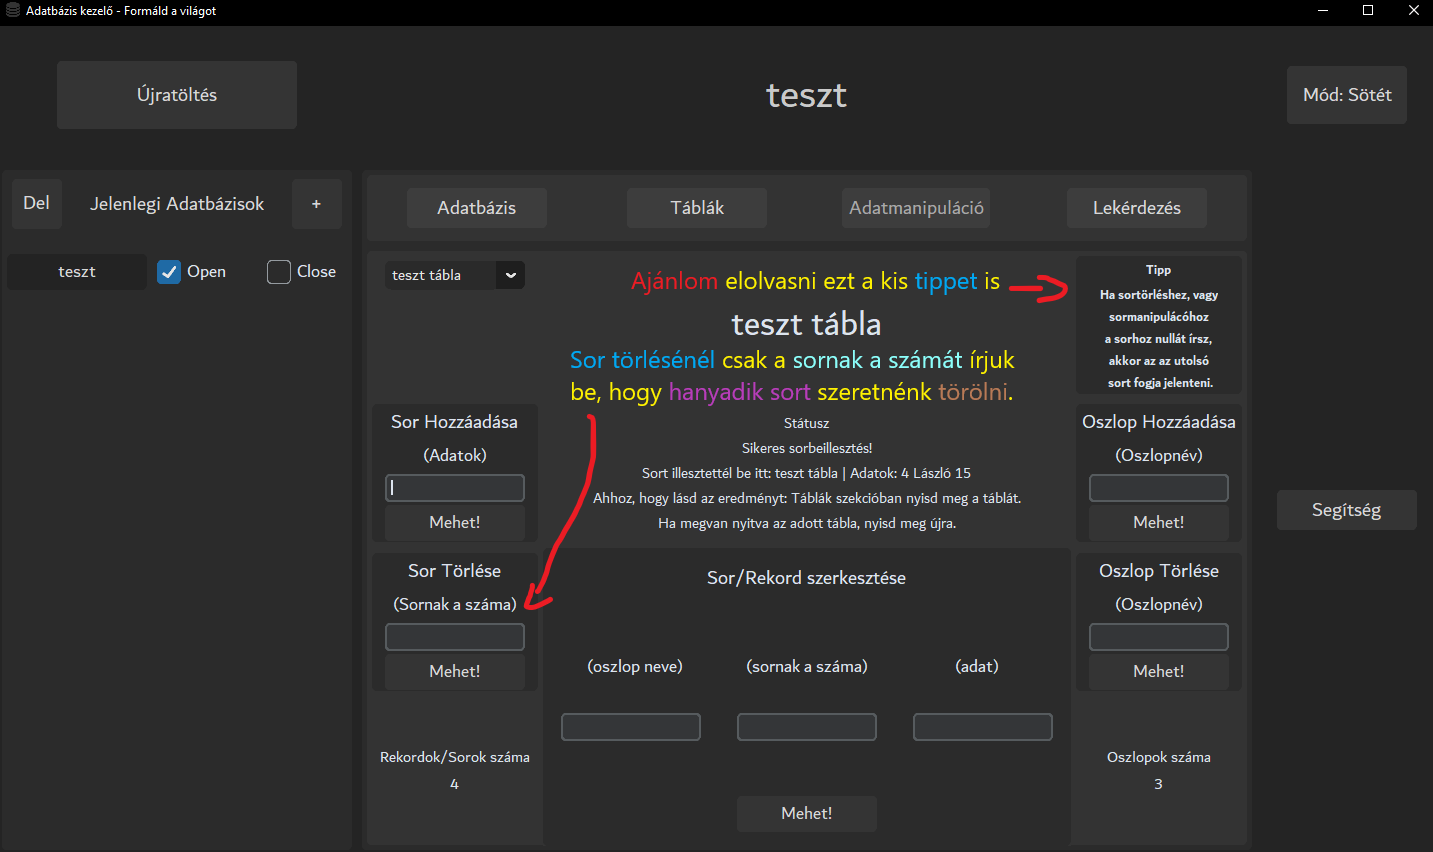 Adatbázis kezelő - Formáld a világot
Újratöltés
teszt
Mód: Sötét
Del
Jelenlegi Adatbázisok
+
teszt
Open
Close
Adatbázis
Táblák
Adatmanipuláció
Lekérdezés
teszt tábla
Ajánlom elolvasni ezt a kis tippet is
teszt tábla
Sor törlésénél csak a sornak a számát írjuk
be, hogy hanyadik sort szeretnénk törölni.
Tipp
Ha sortörléshez, vagy
sormanipulácóhoz
a sorhoz nullát írsz,
akkor az az utolsó
sort fogja jelenteni.
Sor Hozzáadása
(Adatok)
Mehet!
Státusz
Sikeres sorbeillesztés!
Sort illesztettél be itt: teszt tábla | Adatok: 4 László 15
Ahhoz, hogy lásd az eredményt: Táblák szekcióban nyisd meg a táblát.
Ha megvan nyitva az adott tábla, nyisd meg újra.
Oszlop Hozzáadása
(Oszlopnév)
Mehet!
Segítség
Sor Törlése
(Sornak a száma)
Mehet!
Sor/Rekord szerkesztése
(oszlop neve)
(sornak a száma)
(adat)
Mehet!
Oszlop Törlése
(Oszlopnév)
Mehet!
Rekordok/Sorok száma
4
Oszlopok száma
3